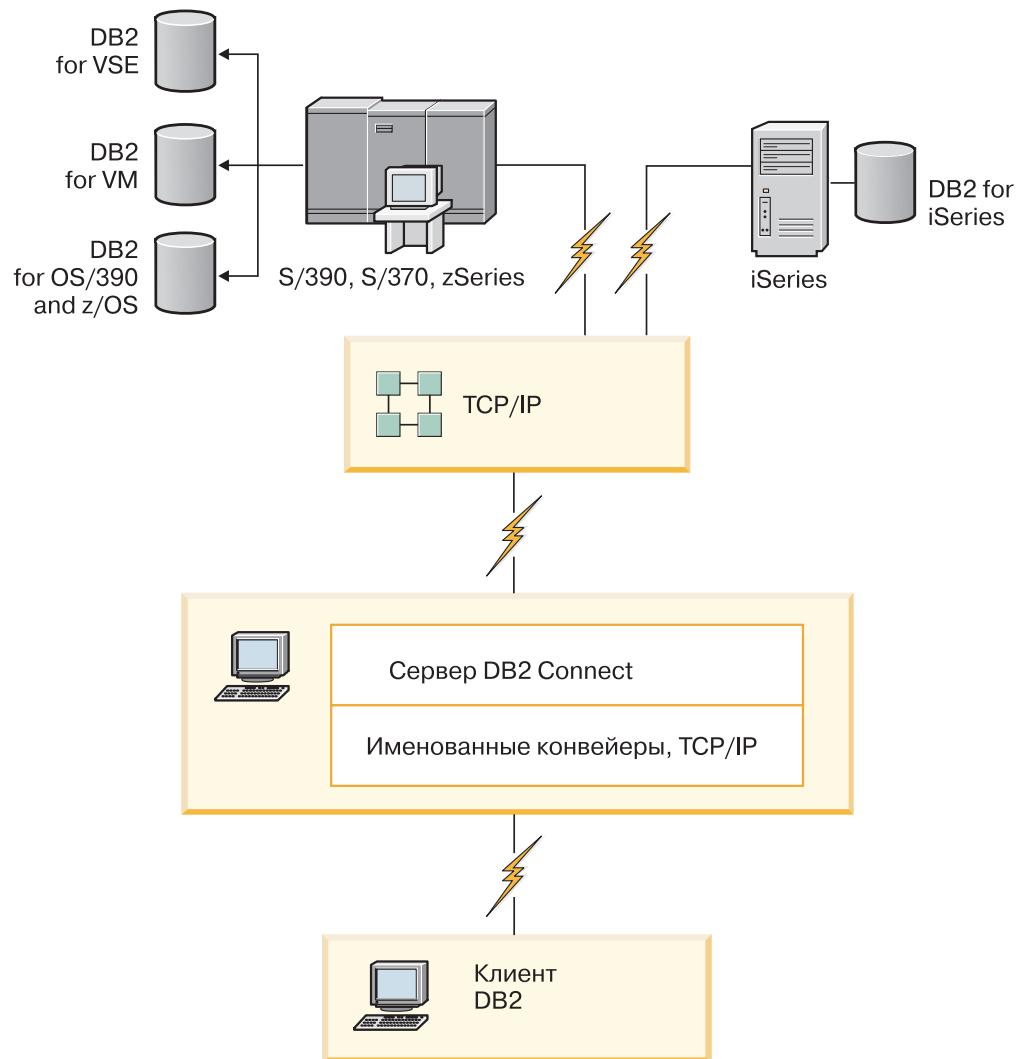 DB2
for VSE
DB2
for VM
DB2
for OS/390
and z/OS
S/390, S/370, zSeries
iSeries
DB2 for
iSeries
TCP/IP
Сервер DB2 Connect
Именованные конвейеры, TCP/IP
Клиент
DB2